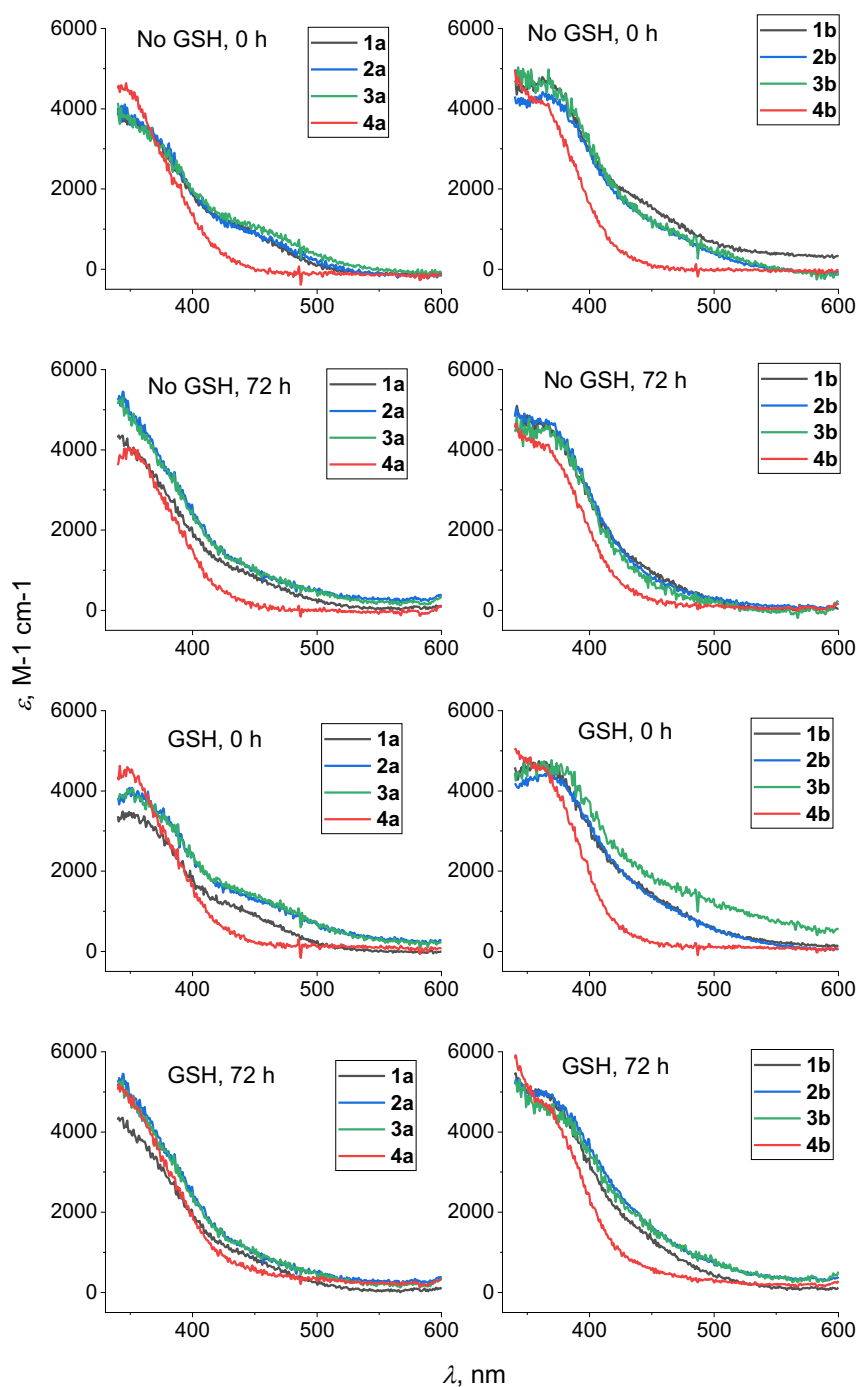 No GSH, 0 h
1a
2a
3a
4a
6000
4000
2000
0
400
500
600
No GSH, 0 h
1b
2b
3b
4b
6000
4000
2000
0
400
500
600
No GSH, 72 h
1a
2a
3a
4a
6000
4000
2000
0
400
500
600
No GSH, 72 h
1b
2b
3b
4b
6000
4000
2000
0
400
500
600
ε, M-1 cm-1
GSH, 0 h
1a
2a
3a
4a
6000
4000
2000
0
400
500
600
GSH, 0 h
1b
2b
3b
4b
6000
4000
2000
0
400
500
600
GSH, 72 h
1a
2a
3a
4a
6000
4000
2000
0
400
500
600
GSH, 72 h
1b
2b
3b
4b
6000
4000
2000
0
400
500
600
λ, nm